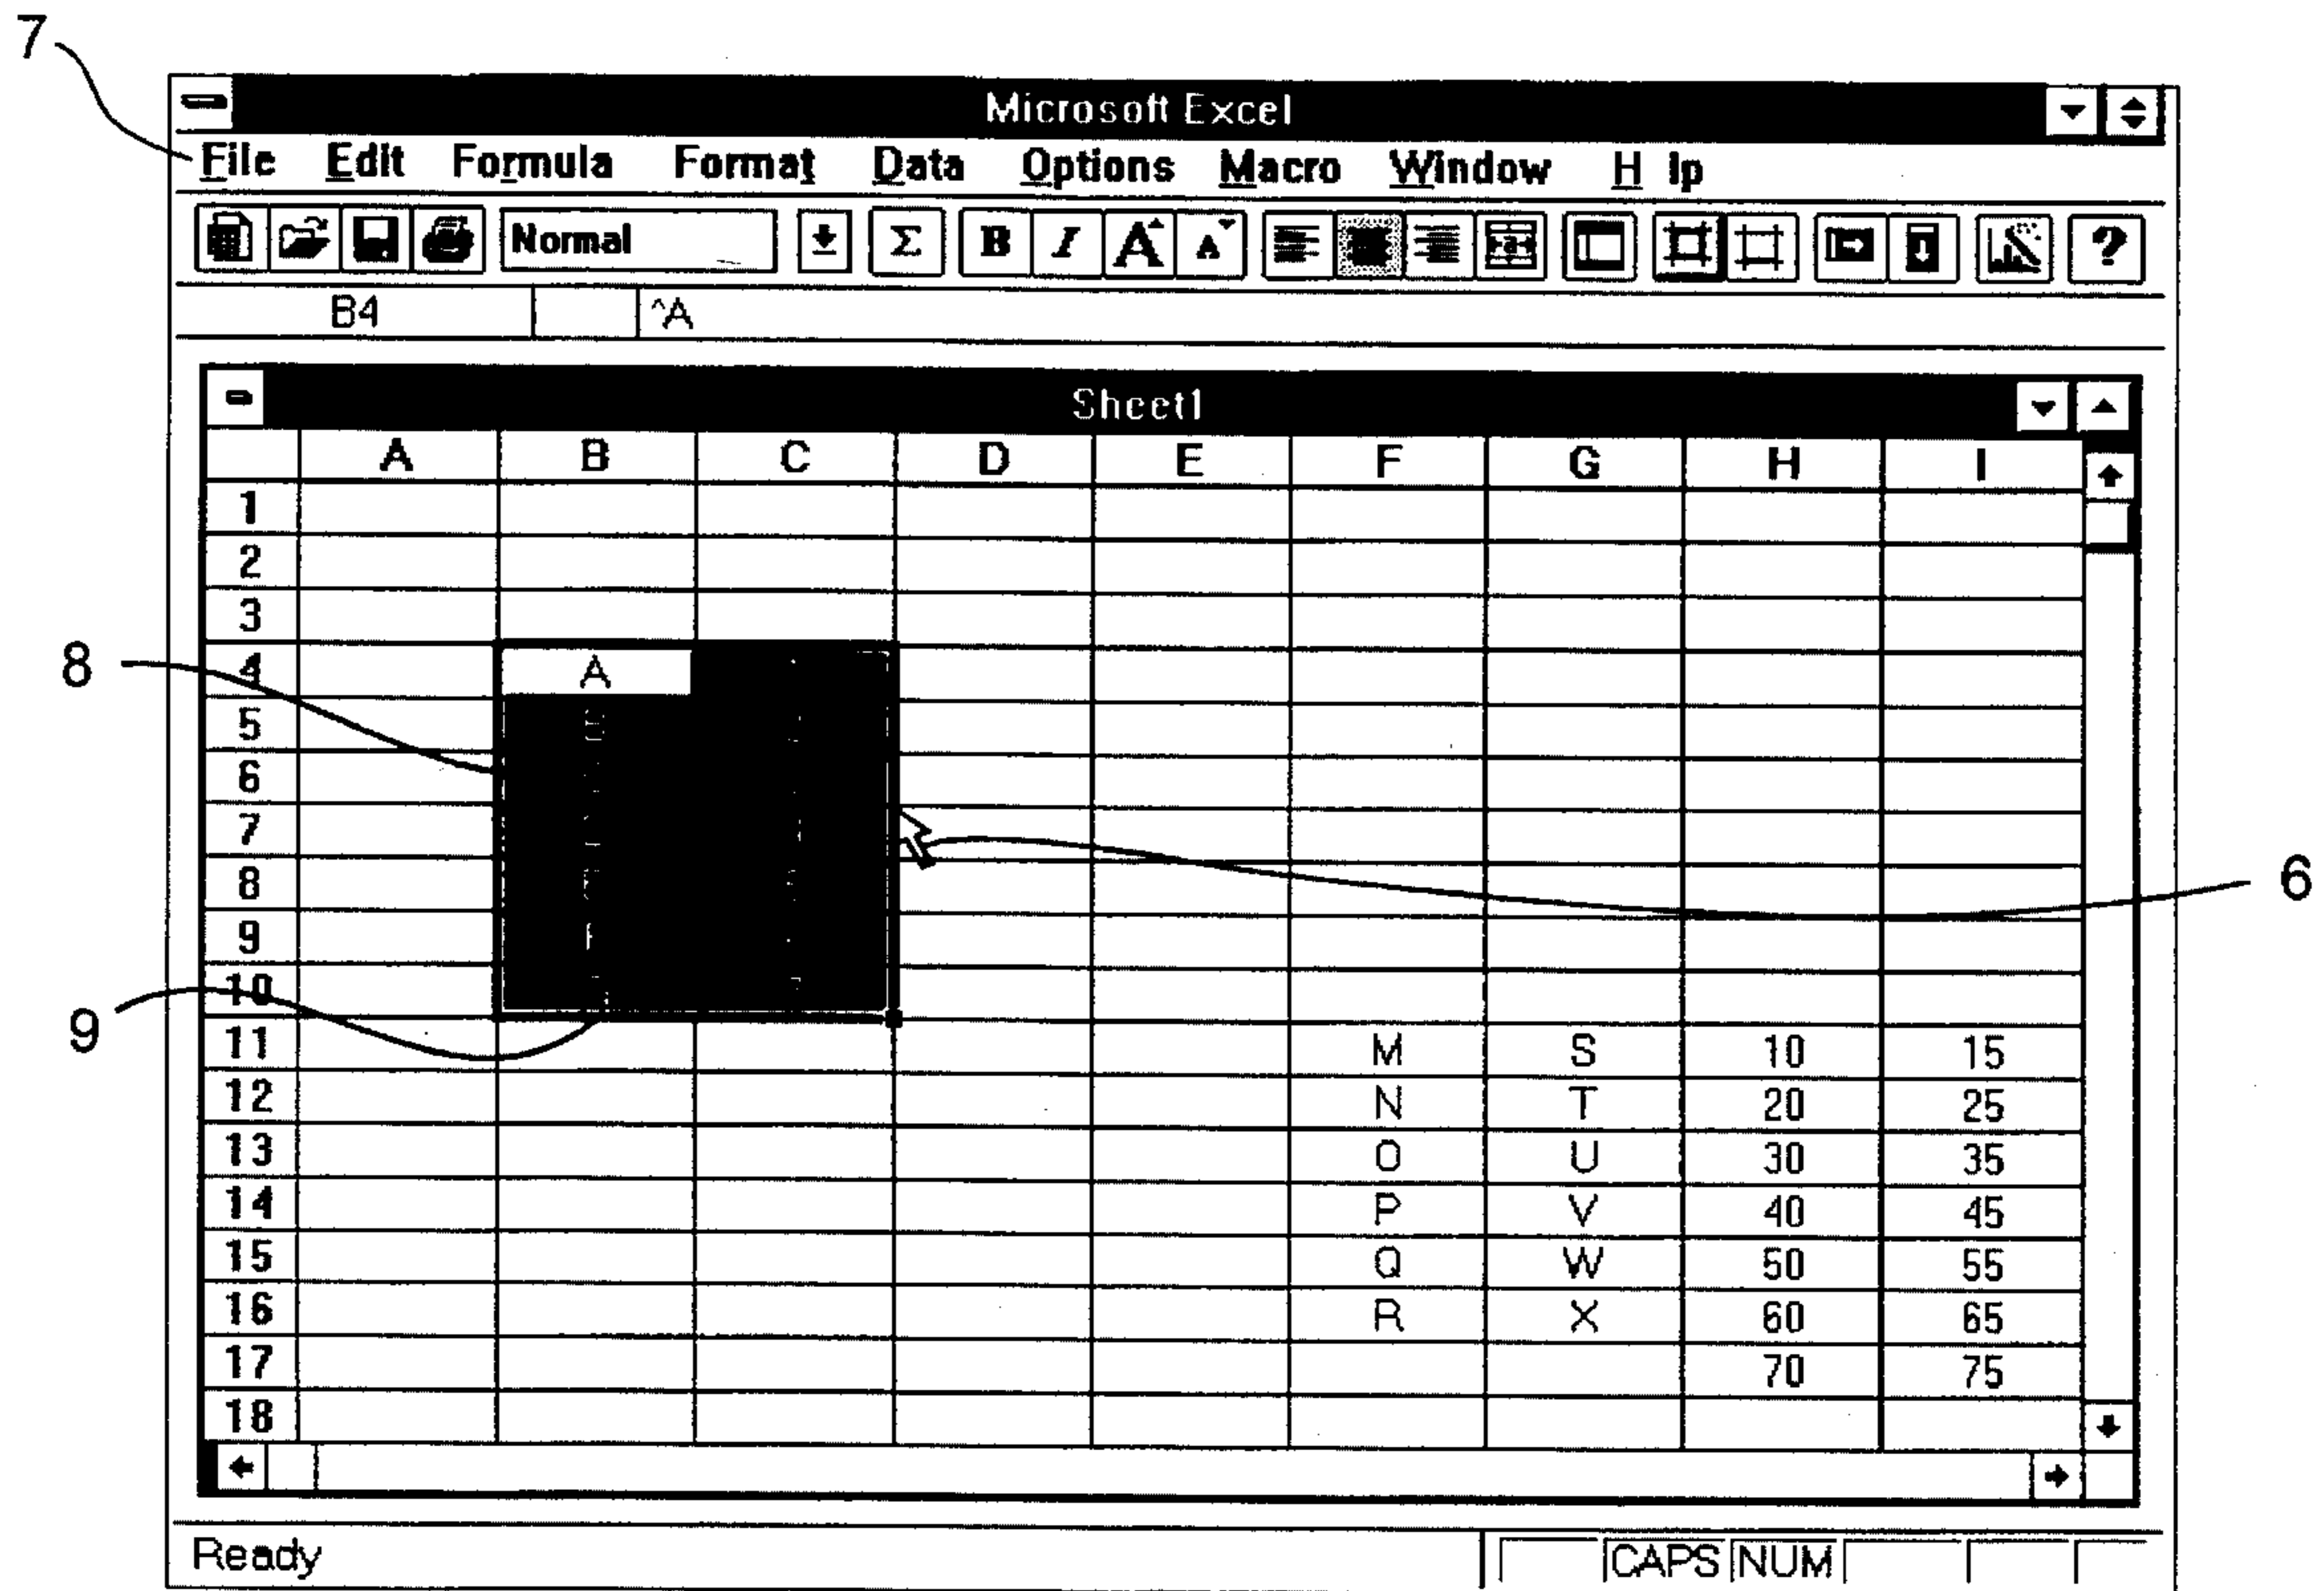 7
Microsoft Excel
File Edit Formula Format Data Options Macro Window H lp
Normal Σ B I A A a ?
B4 ^A
Sheet1
A B C D E F G H I
1
2
3
8 4 A
5
6
7
8 6
9
10
9
11 M S 10 15
12 N T 20 25
13 O U 30 35
14 P V 40 45
15 Q W 50 55
16 R X 60 65
17 70 75
18
Ready CAPS NUM